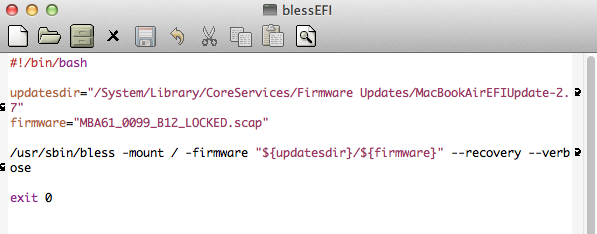 blessEFI
#!/bin/bash
updatesdir="/System/Library/CoreServices/Firmware Updates/MacBookAirEFIUpdate-2.
7"
firmware="MBA61_0099_B12_LOCKED.scap"
/usr/sbin/bless -mount / -firmware "${updatesdir}/${firmware}" --recovery --verb
ose
exit 0